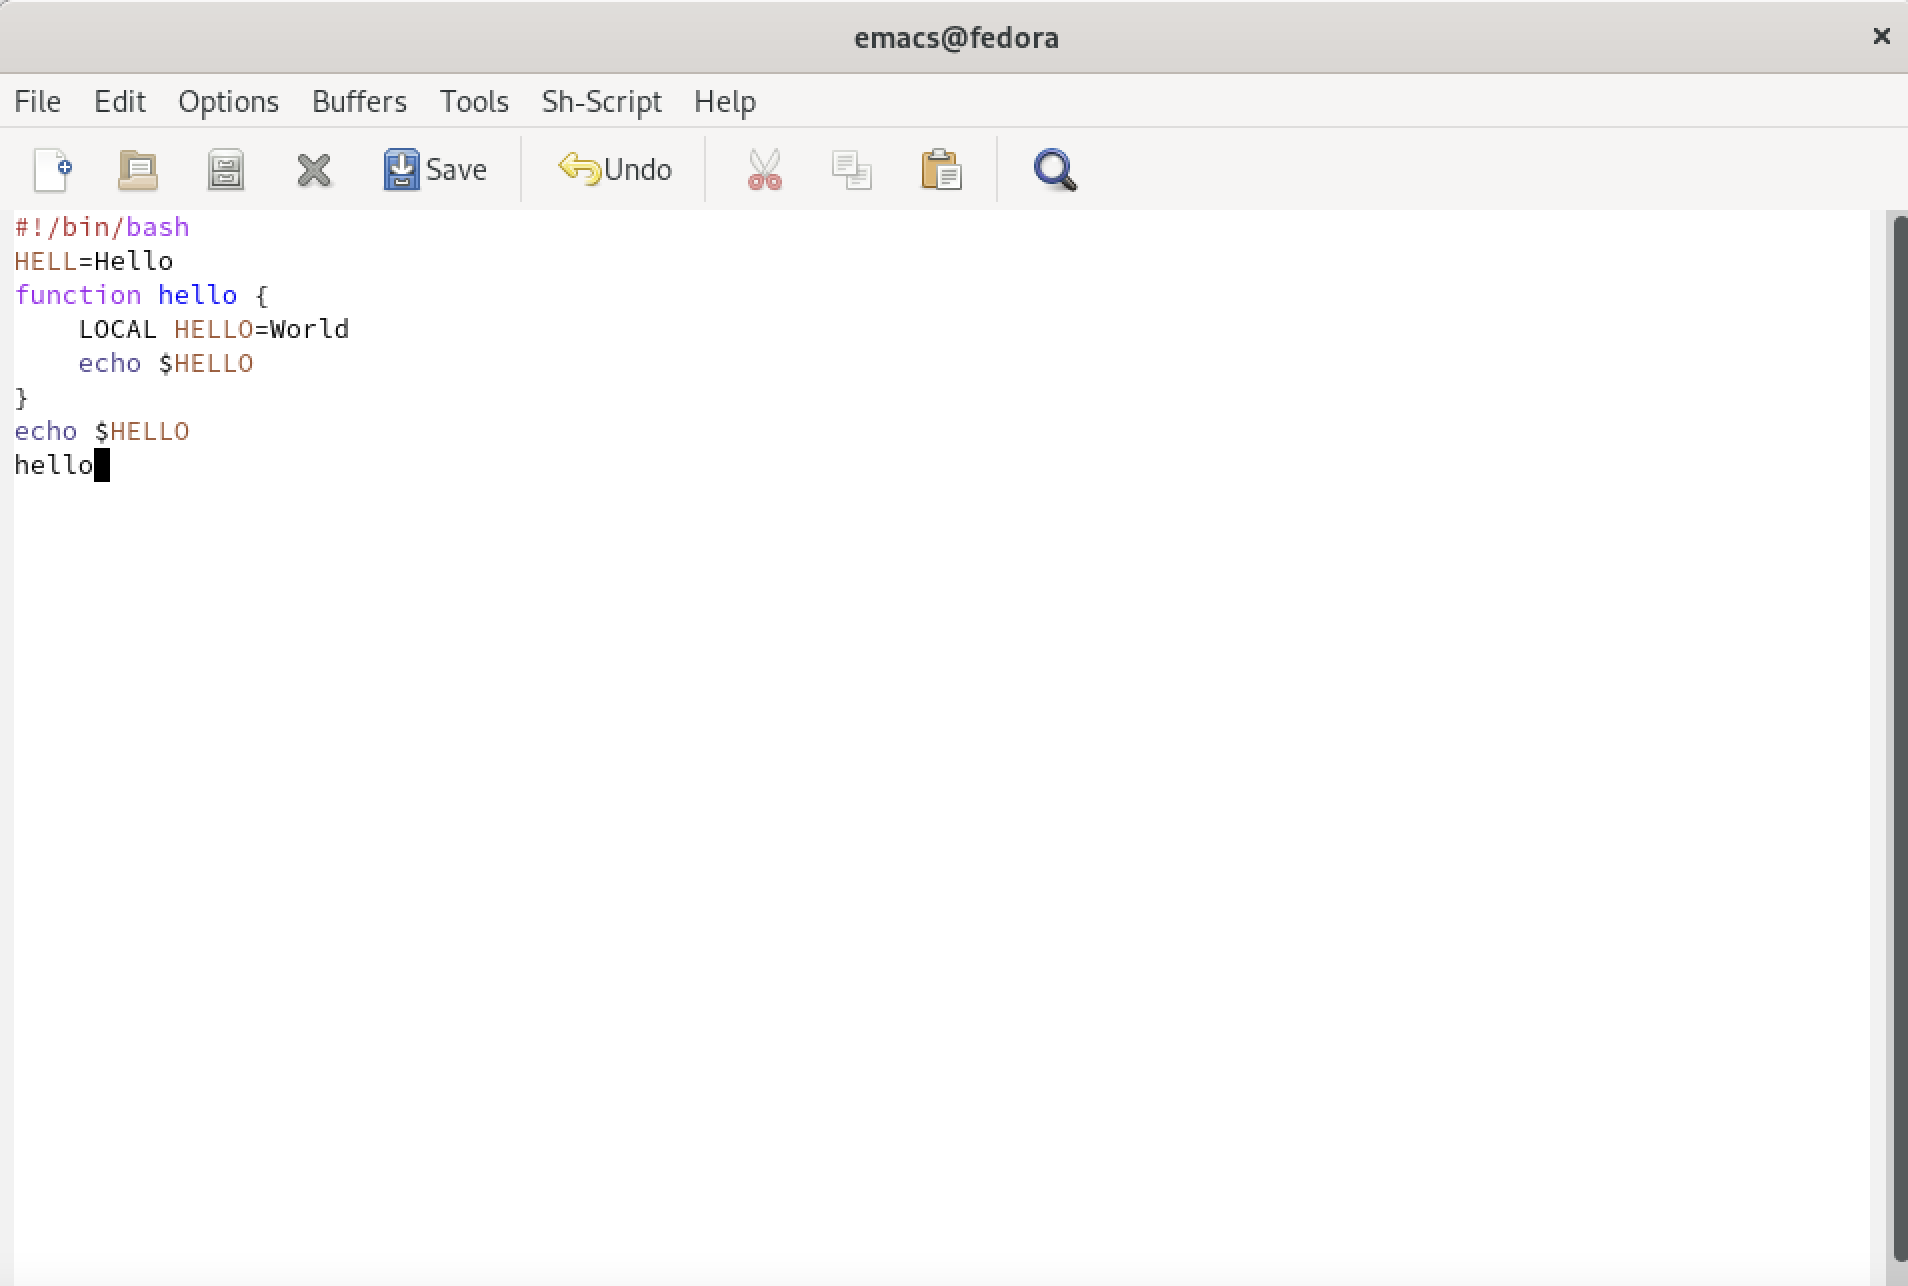 emacs@fedora
File Edit Options Buffers Tools Sh-Script Help
Save Undo
#!/bin/bash
HELL=Hello
function hello {
    LOCAL HELLO=World
    echo $HELLO
}
echo $HELLO
hello